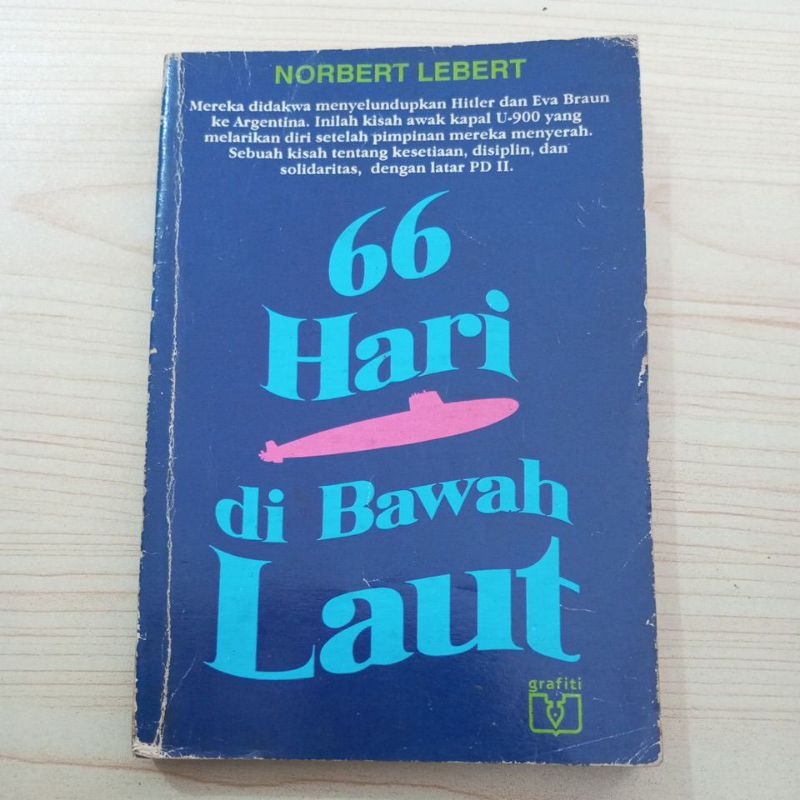 NORBERT LEBERT
Mereka didakwa menyelundupkan Hitler dan Eva Braun
ke Argentina. Inilah kisah awak kapal U-900 yang
melarikan diri setelah pimpinan mereka menyerah.
Sebuah kisah tentang kesetiaan, disiplin, dan
solidaritas, dengan latar PD II.
66
Hari
di Bawah
Laut
grafiti